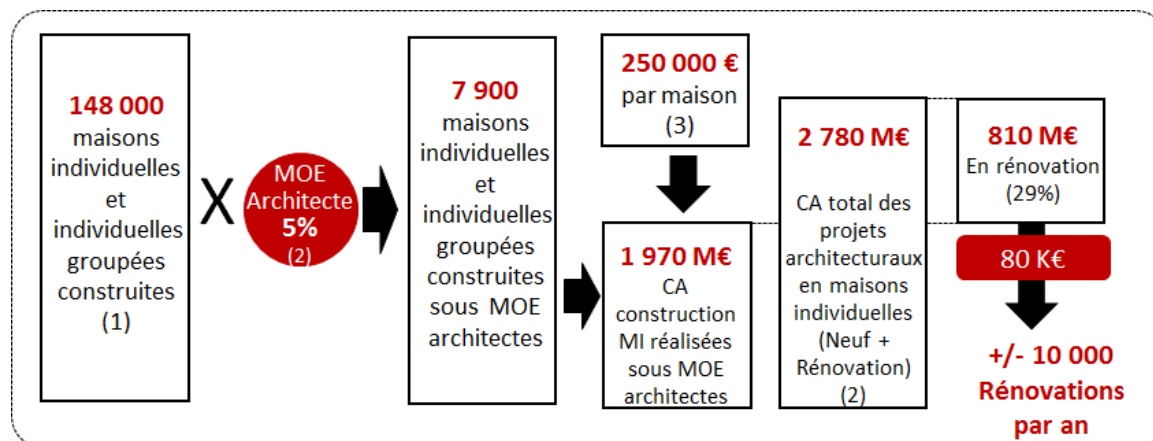 148 000
maisons
individuelles
et
individuelles
groupées
construites
(1)
X
MOE
Architecte
5%
(2)
7 900
maisons
individuelles
et
individuelles
groupées
construites
sous MOE
architectes
250 000 €
par maison
(3)
1 970 M€
CA
construction
MI réalisées
sous MOE
architectes
2 780 M€
CA total des
projets
architecturaux
en maisons
individuelles
(Neuf +
Rénovation)
(2)
810 M€
En rénovation
(29%)
80 K€
+/- 10 000
Rénovations
par an